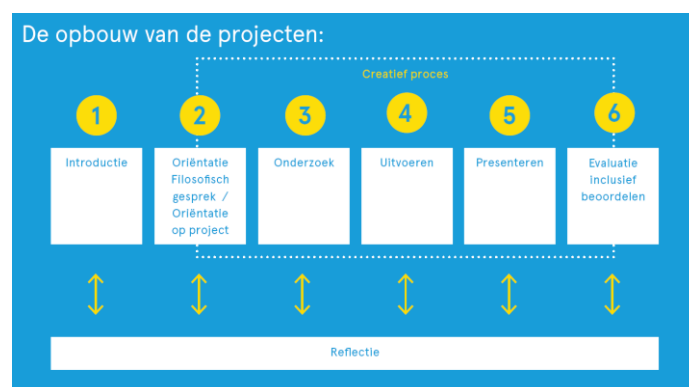 De opbouw van de projecten:
Creatief proces
1
2
3
4
5
6
Introductie
Oriëntatie
Filosofisch
gesprek /
Oriëntatie
op project
Onderzoek
Uitvoeren
Presenteren
Evaluatie
inclusief
beoordelen
Reflectie